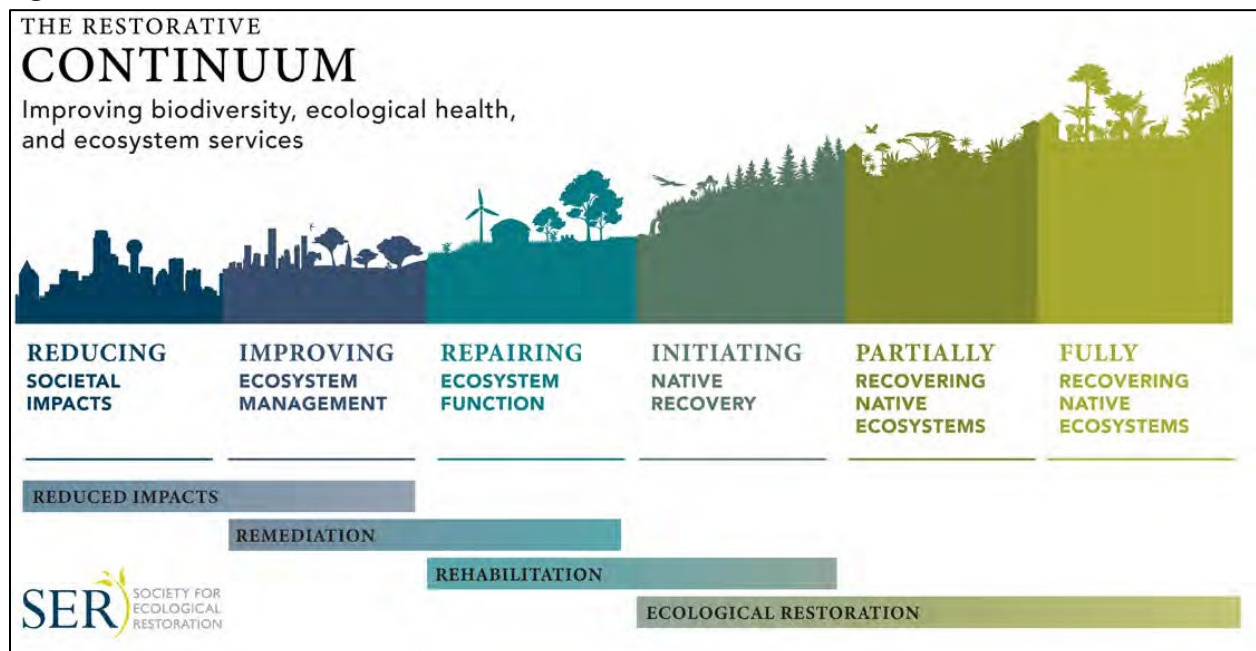 THE RESTORATIVE
CONTINUUM
Improving biodiversity, ecological health,
and ecosystem services
REDUCING
SOCIETAL
IMPACTS
IMPROVING
ECOSYSTEM
MANAGEMENT
REPAIRING
ECOSYSTEM
FUNCTION
INITIATING
NATIVE
RECOVERY
PARTIALLY
RECOVERING
NATIVE
ECOSYSTEMS
FULLY
RECOVERING
NATIVE
ECOSYSTEMS
REDUCED IMPACTS
REMEDIATION
REHABILITATION
ECOLOGICAL RESTORATION
SER
SOCIETY FOR
ECOLOGICAL
RESTORATION